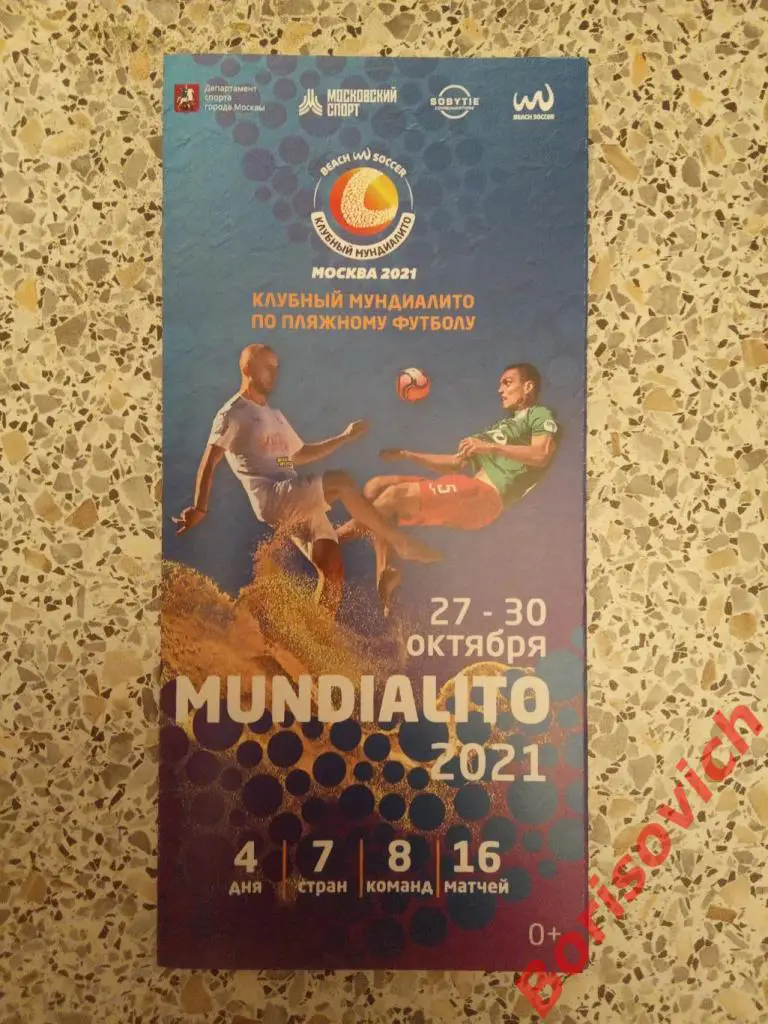 Департамент
спорта
города Москвы
МОСКОВСКИЙ
СПОРТ
SOBYTIE
BEACH SOCCER
BEACH SOCCER
КЛУБНЫЙ МУНДИАЛИТО
МОСКВА 2021
КЛУБНЫЙ МУНДИАЛИТО
ПО ПЛЯЖНОМУ ФУТБОЛУ
5
27 - 30
октября
MUNDIALITO
2021
4 7 8 16
дня стран команд матчей
0+
Borisovich